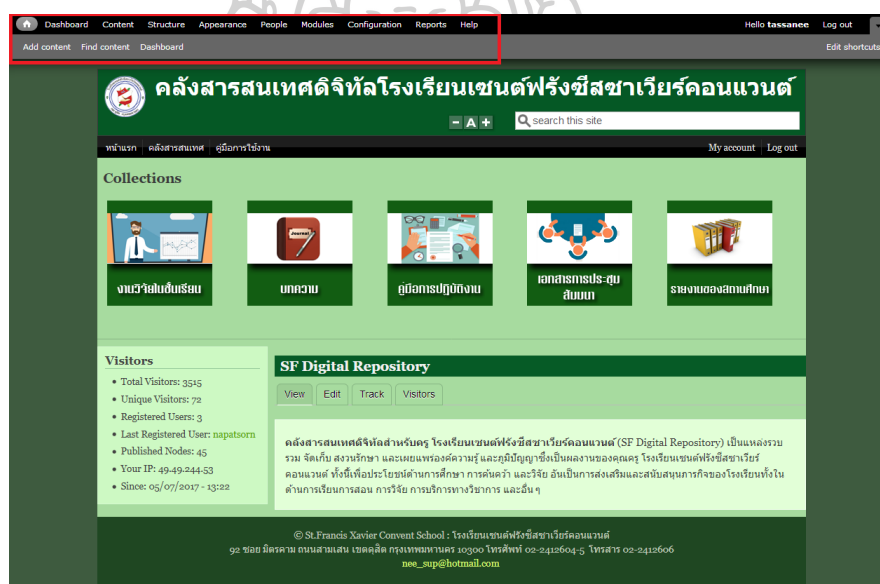 Dashboard Content Structure Appearance People Modules Configuration Reports Help Hello tassanee Log out
Add content Find content Dashboard Edit shortcuts
คลังสารสนเทศดิจิทัลโรงเรียนเซนต์ฟรังซีสซาเวียร์คอนแวนต์
- A + search this site
หน้าแรก คลังสารสนเทศ คู่มือการใช้งาน My account Log out
Collections
Journal
งานวิจัยในชั้นเรียน บทความ คู่มือการปฏิบัติงาน เอกสารการประชุม รายงานของสถานศึกษา
สัมมนา
Visitors
• Total Visitors: 3515
• Unique Visitors: 72
• Registered Users: 3
• Last Registered User: napatsorn
• Published Nodes: 45
• Your IP: 49.49.244.53
• Since: 05/07/2017 - 13:22
SF Digital Repository
View Edit Track Visitors
คลังสารสนเทศดิจิทัลสำหรับครู โรงเรียนเซนต์ฟรังซีสซาเวียร์คอนแวนต์ (SF Digital Repository) เป็นแหล่งรวบ
รวม จัดเก็บ สงวนรักษา และเผยแพร่องค์ความรู้ และภูมิปัญญาซึ่งเป็นผลงานของคุณครู โรงเรียนเซนต์ฟรังซีสซาเวียร์
คอนแวนต์ ทั้งนี้เพื่อประโยชน์ด้านการศึกษา การค้นคว้า และวิจัย อันเป็นการส่งเสริมและสนับสนุนภารกิจของโรงเรียนทั้งใน
ด้านการเรียนการสอน การวิจัย การบริการทางวิชาการ และอื่น ๆ
© St.Francis Xavier Convent School : โรงเรียนเซนต์ฟรังซีสซาเวียร์คอนแวนต์
92 ซอย มิตรคาม ถนนสามเสน เขตดุสิต กรุงเทพมหานคร 10300 โทรศัพท์ 02-2412604-5 โทรสาร 02-2412606
nee_sup@hotmail.com